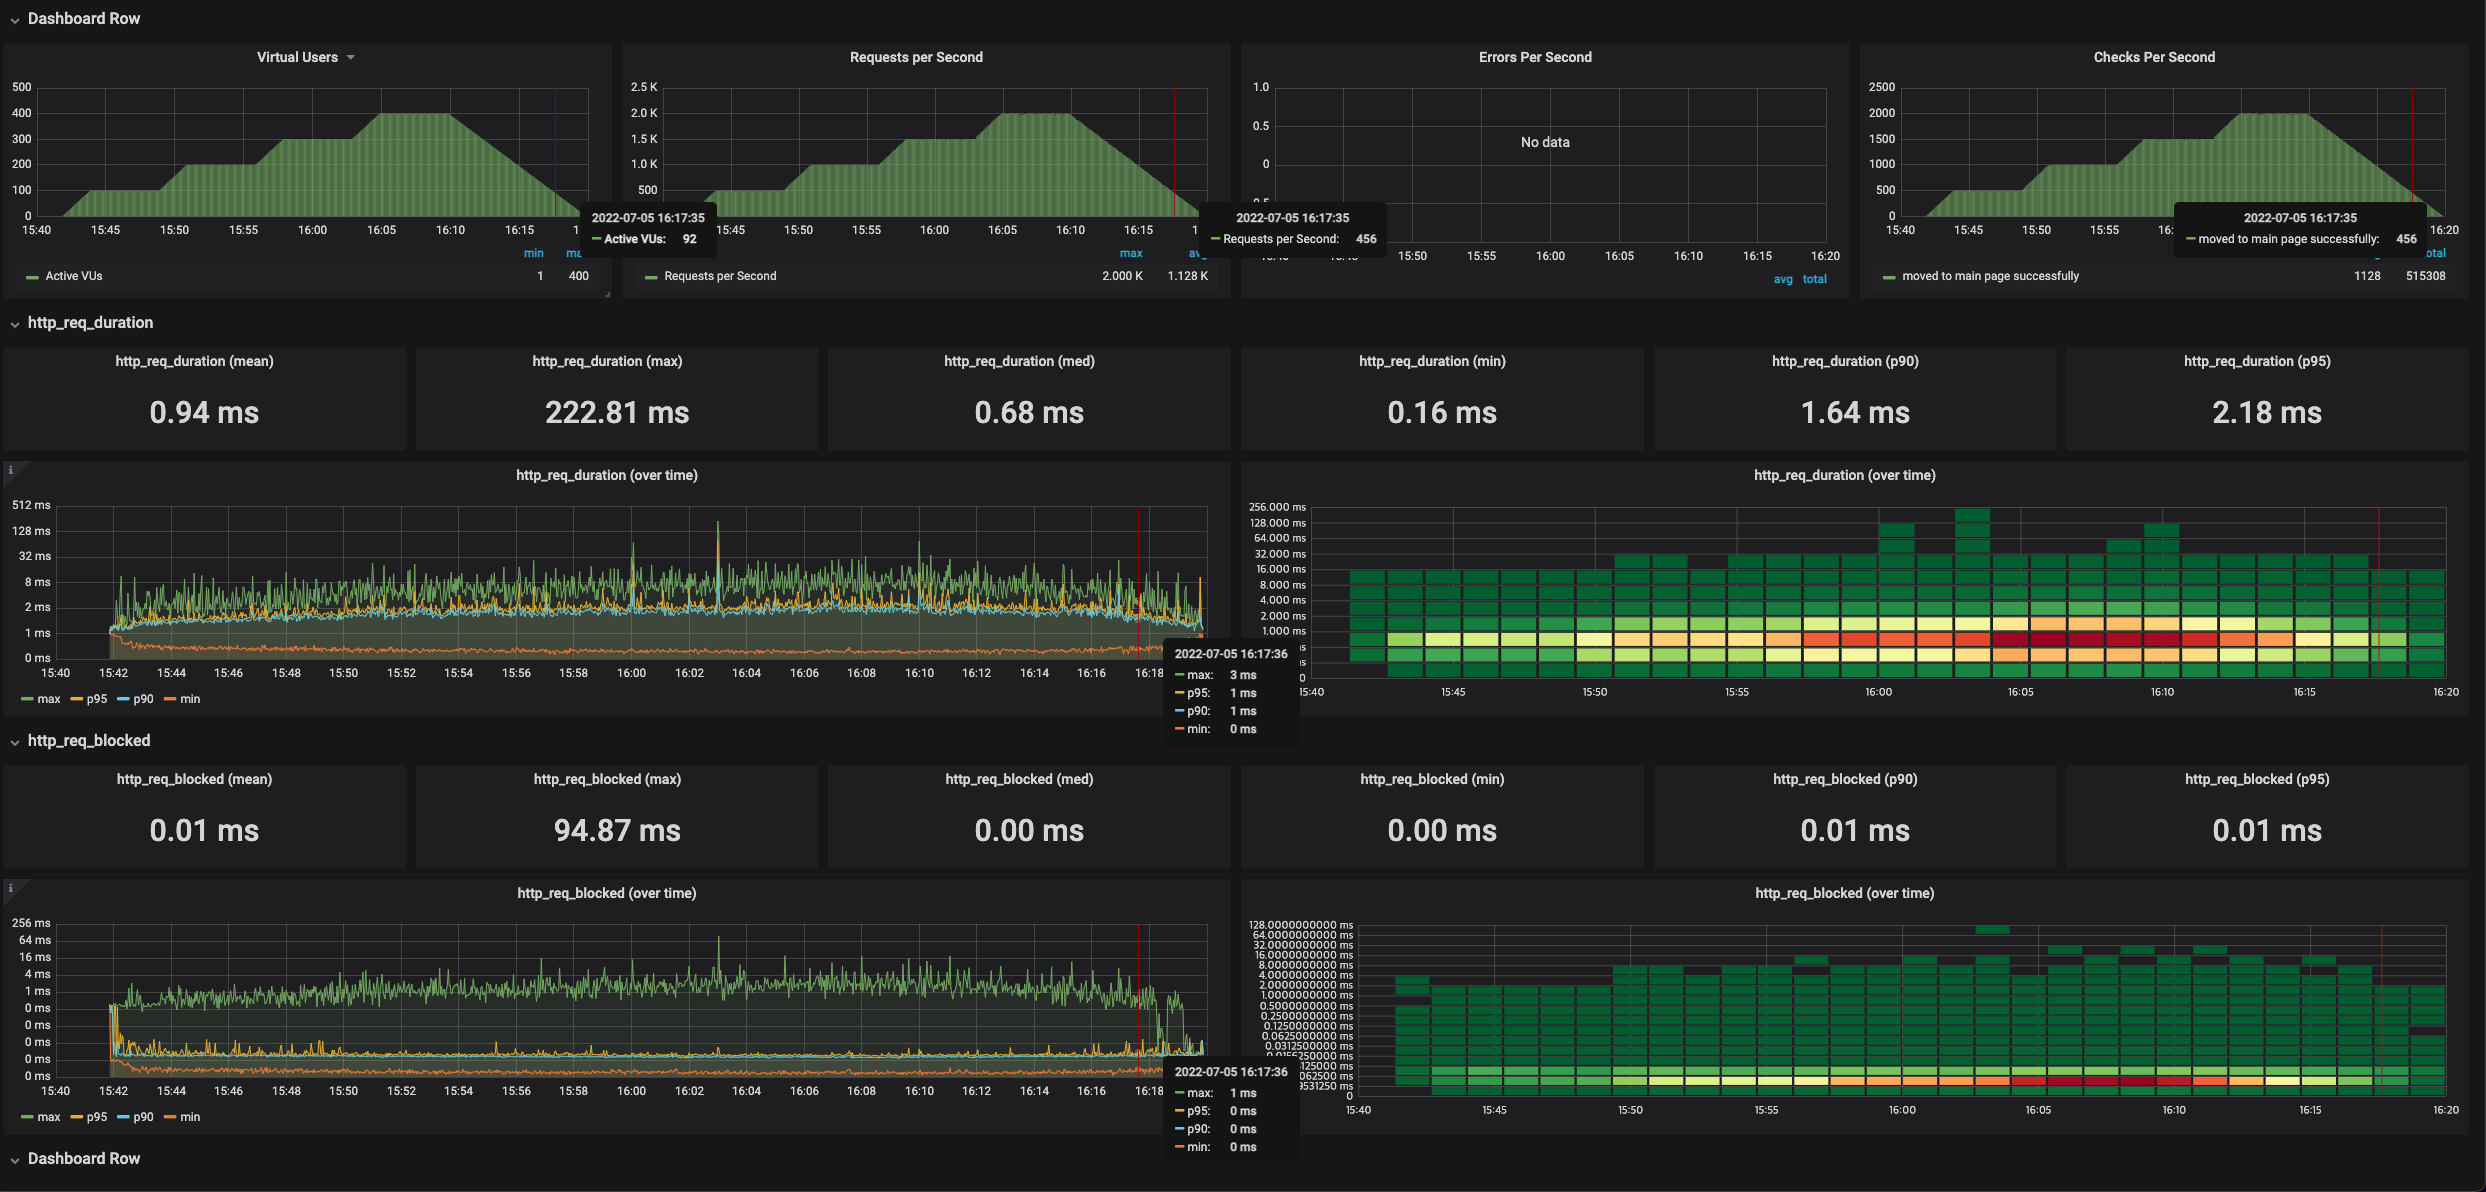 Dashboard Row
Virtual Users
500
400
300
200
100
0
15:40 15:45 15:50 15:55 16:00 16:05 16:10 16:15
2022-07-05 16:17:35
Active VUs: 92
min
Active VUs 1 400
Requests per Second
2.5 K
2.0 K
1.5 K
1.0 K
500
15:50 15:55 16:00 16:05 16:10 16:15
2022-07-05 16:17:35
Requests per Second: 456
max
Requests per Second 2.000 K 1.128 K
Errors Per Second
1.0
0.5
0
No data
15:50 15:55 16:00 16:05 16:10 16:15 16:20
avg total
Checks Per Second
2500
2000
1500
1000
500
0
15:40 15:45 15:50 15:55 16:20
2022-07-05 16:17:35
moved to main page successfully: 456
moved to main page successfully 1128 515308
http_req_duration
http_req_duration (mean)
0.94 ms
http_req_duration (max)
222.81 ms
http_req_duration (med)
0.68 ms
http_req_duration (min)
0.16 ms
http_req_duration (p90)
1.64 ms
http_req_duration (p95)
2.18 ms
http_req_duration (over time)
512 ms
128 ms
32 ms
8 ms
2 ms
1 ms
0 ms
15:40 15:42 15:44 15:46 15:48 15:50 15:52 15:54 15:56 15:58 16:00 16:02 16:04 16:06 16:08 16:10 16:12 16:14 16:16 16:18
max p95 p90 min
2022-07-05 16:17:36
max: 3 ms
p95: 1 ms
p90: 1 ms
min: 0 ms
http_req_duration (over time)
256.000 ms
128.000 ms
64.000 ms
32.000 ms
16.000 ms
8.000 ms
4.000 ms
2.000 ms
1.000 ms
0
15:40 15:45 15:50 15:55 16:00 16:05 16:10 16:15 16:20
http_req_blocked
http_req_blocked (mean)
0.01 ms
http_req_blocked (max)
94.87 ms
http_req_blocked (med)
0.00 ms
http_req_blocked (min)
0.00 ms
http_req_blocked (p90)
0.01 ms
http_req_blocked (p95)
0.01 ms
http_req_blocked (over time)
256 ms
64 ms
16 ms
4 ms
1 ms
0 ms
0 ms
0 ms
0 ms
0 ms
15:40 15:42 15:44 15:46 15:48 15:50 15:52 15:54 15:56 15:58 16:00 16:02 16:04 16:06 16:08 16:10 16:12 16:14 16:16 16:18
max p95 p90 min
2022-07-05 16:17:36
max: 1 ms
p95: 0 ms
p90: 0 ms
min: 0 ms
http_req_blocked (over time)
128.0000000000 ms
64.0000000000 ms
32.0000000000 ms
16.0000000000 ms
8.0000000000 ms
4.0000000000 ms
2.0000000000 ms
1.0000000000 ms
0.5000000000 ms
0.2500000000 ms
0.1250000000 ms
0.0625000000 ms
0.0312500000 ms
0
15:40 15:45 15:50 15:55 16:00 16:05 16:10 16:15 16:20
Dashboard Row